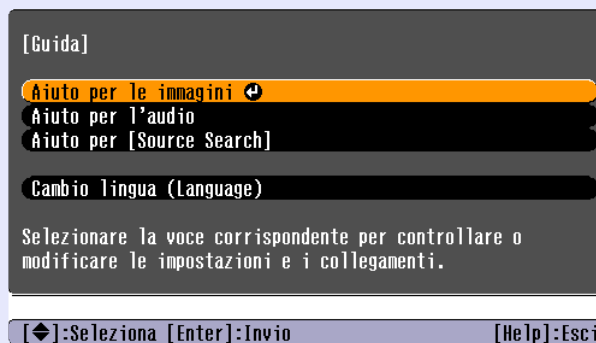 [Guida]
Aiuto per le immagini
Aiuto per l'audio
Aiuto per [Source Search]
Cambio lingua (Language)
Selezionare la voce corrispondente per controllare o
modificare le impostazioni e i collegamenti.
[◆]:Seleziona [Enter]:Invio [Help]:Esci